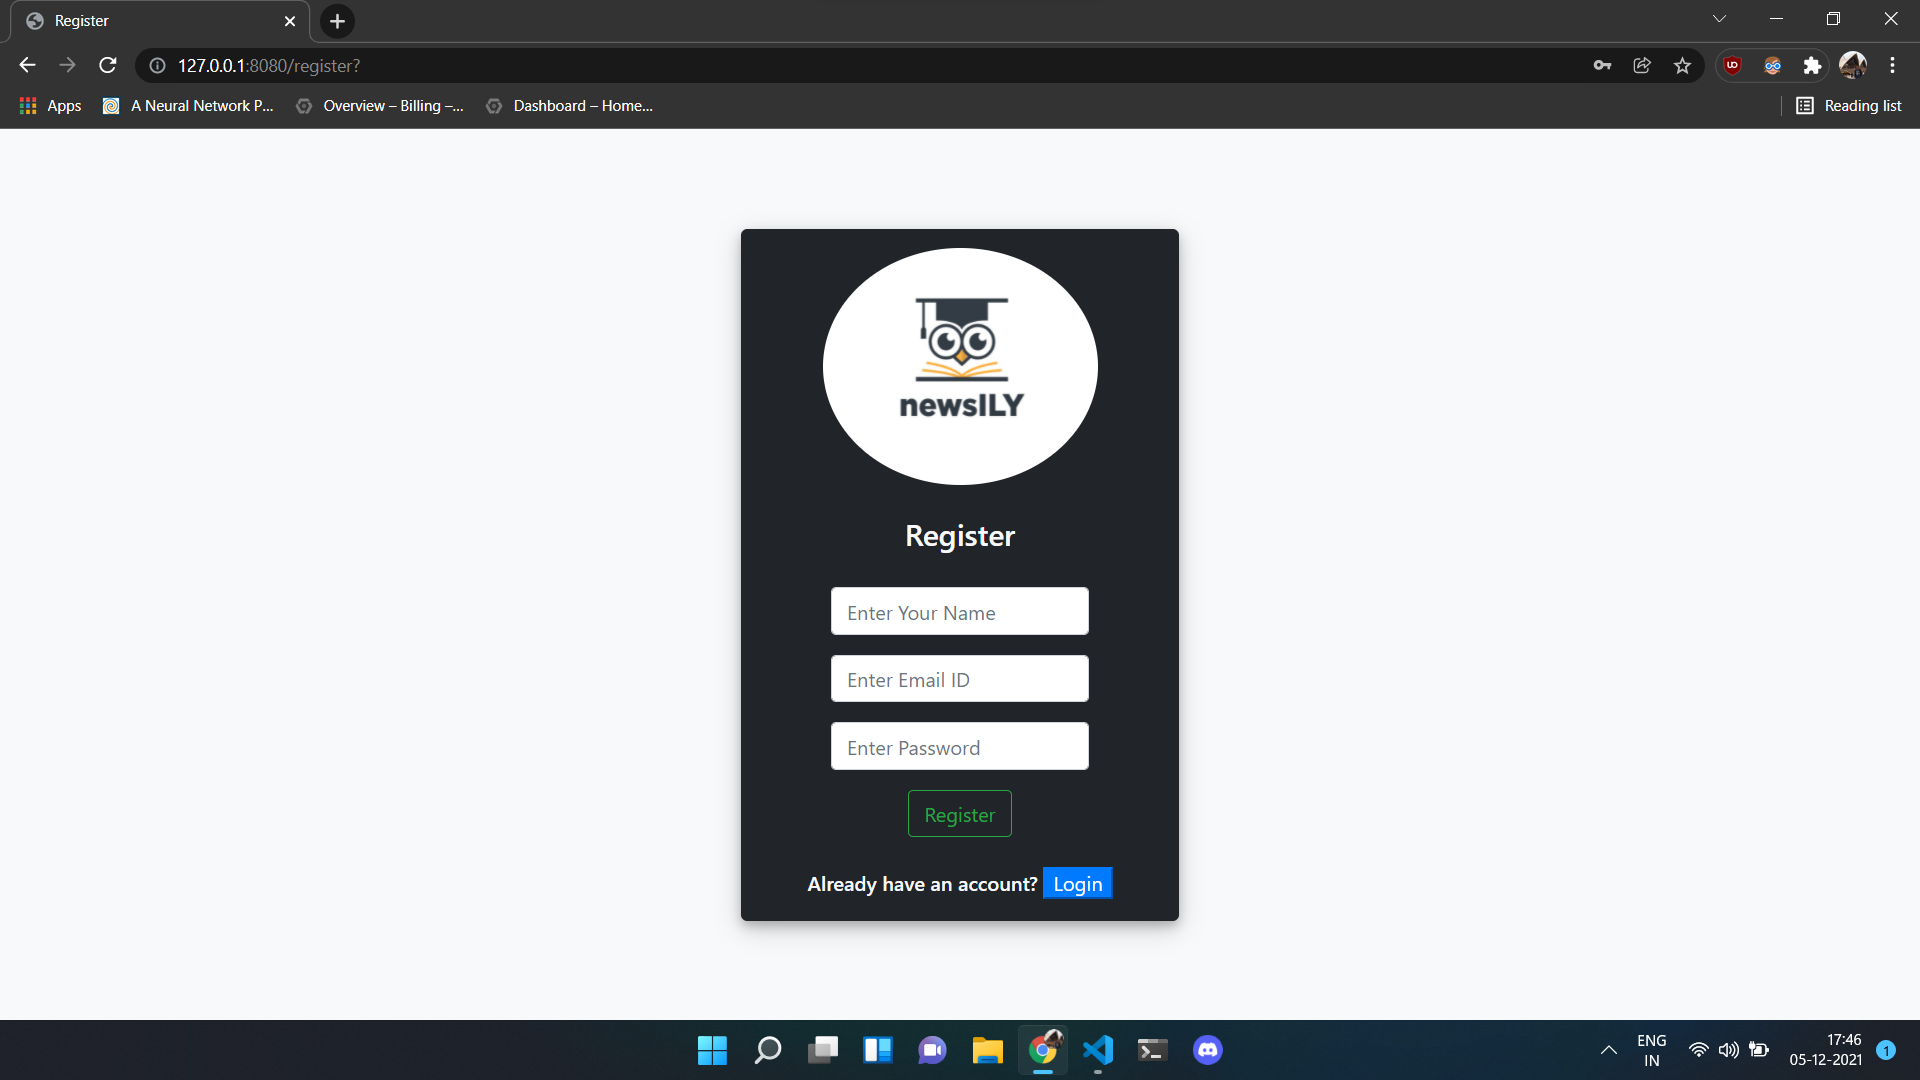 Register
127.0.0.1:8080/register?
Apps
A Neural Network P...
Overview – Billing –...
Dashboard – Home...
Reading list
newsILY
Register
Enter Your Name
Enter Email ID
Enter Password
Register
Already have an account? Login
ENG
IN
17:46
05-12-2021
1